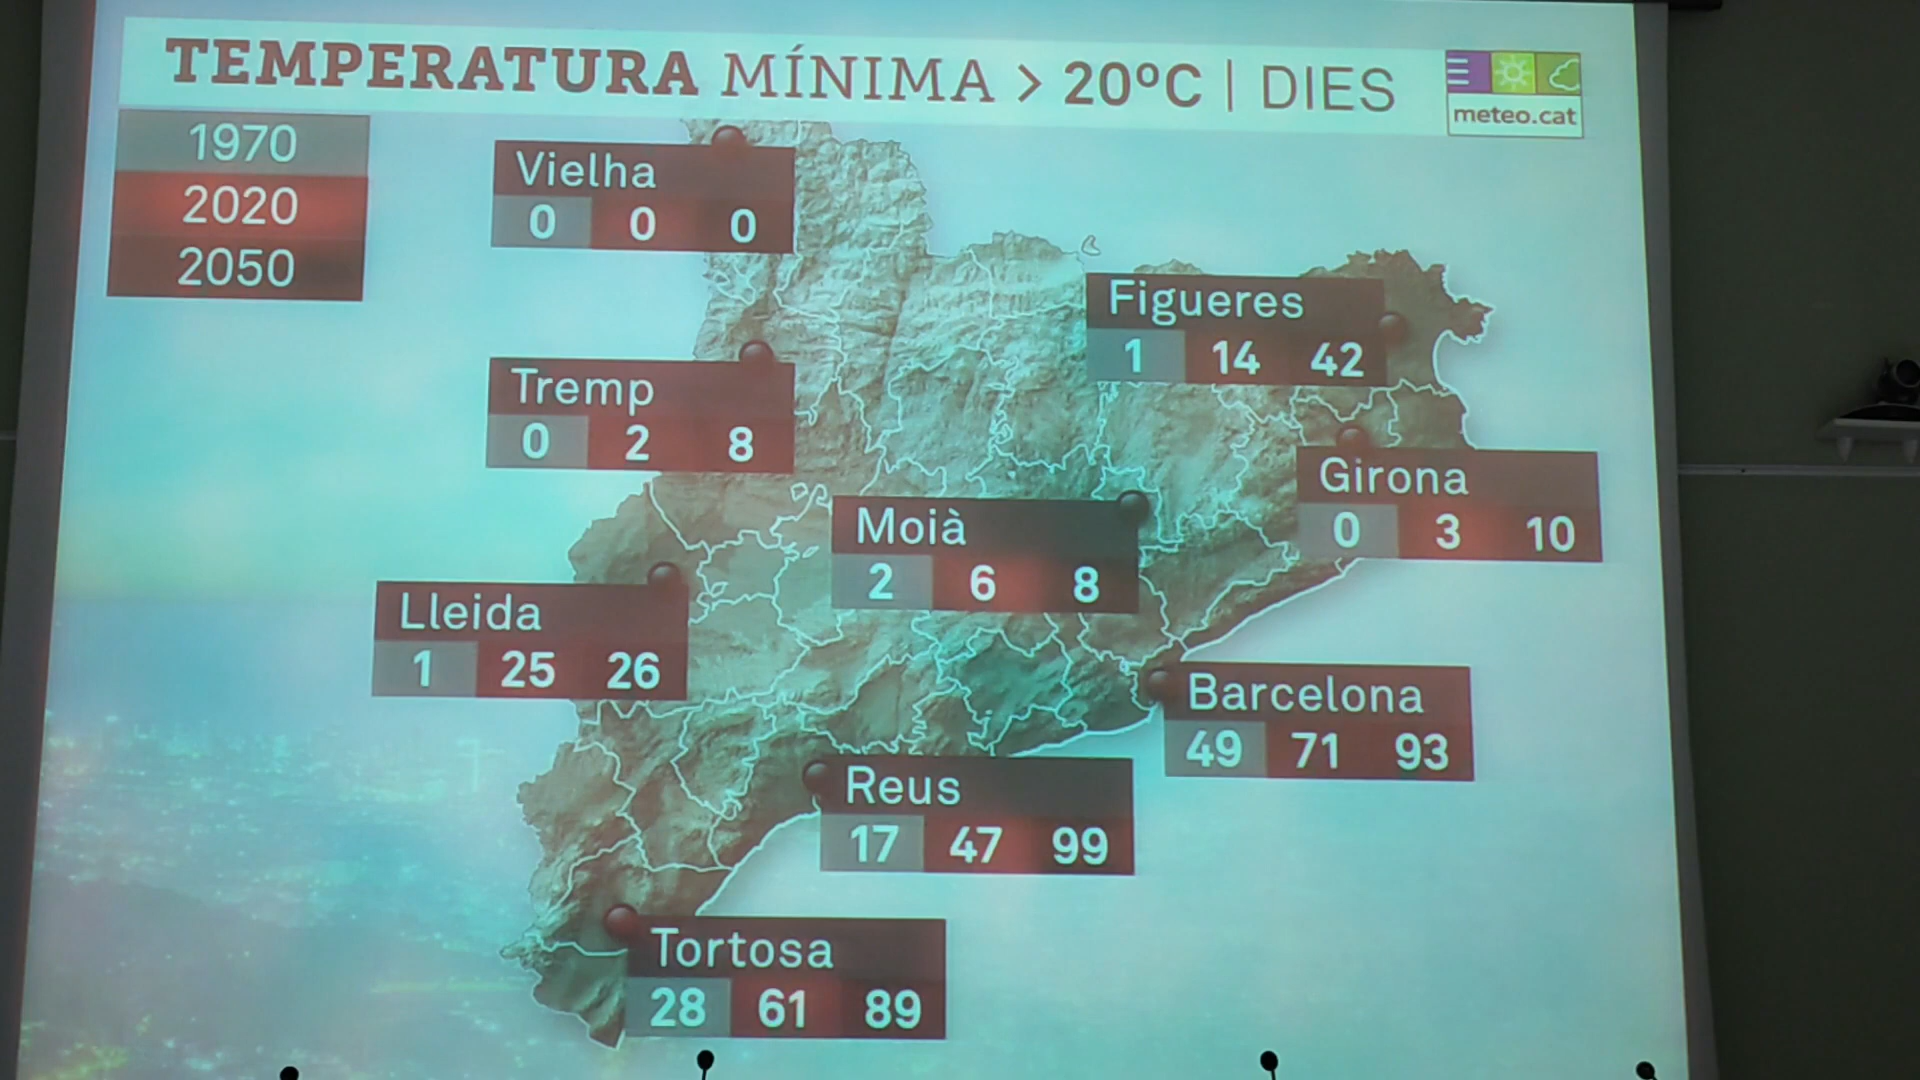 TEMPERATURA MÍNIMA > 20ºC | DIES
meteo.cat
1970
2020
2050
Vielha
0 0 0
Figueres
1 14 42
Tremp
0 2 8
Girona
0 3 10
Moià
2 6 8
Lleida
1 25 26
Barcelona
49 71 93
Reus
17 47 99
Tortosa
28 61 89